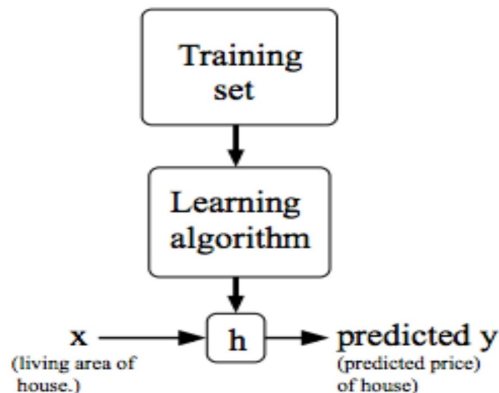 Training
set
Learning
algorithm
x
(living area of
house.)
h
predicted y
(predicted price)
of house)